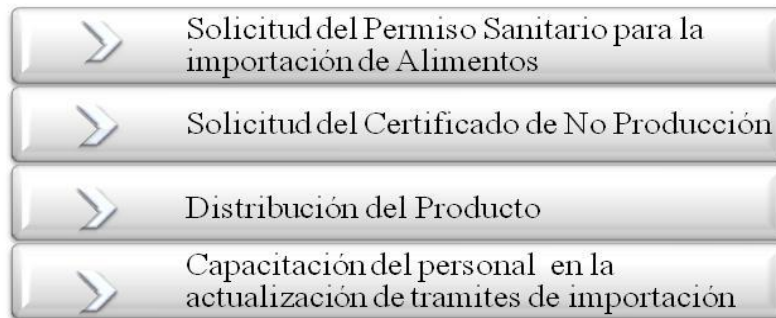 Solicitud del Permiso Sanitario para la
importación de Alimentos
Solicitud del Certificado de No Producción
Distribución del Producto
Capacitación del personal en la
actualización de tramites de importación